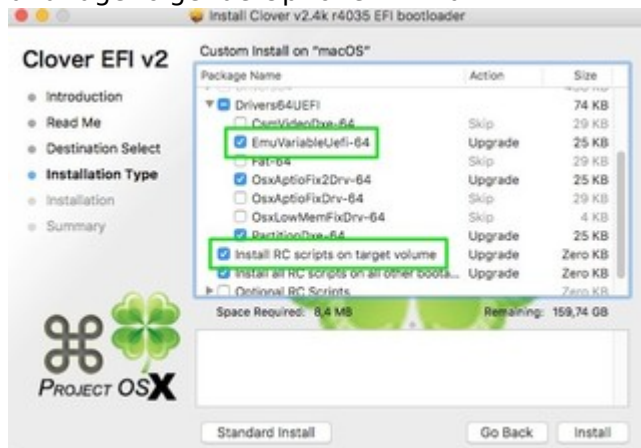 Install Clover v2.4k r4035 EFI bootloader
Clover EFI v2
Custom Install on "macOS"
Package Name Action Size
Introduction
Read Me
Destination Select
Installation Type
Installation
Summary
Drivers64UEFI 74 KB
CsmVideoDxe-64 Skip 29 KB
EmuVariableUefi-64 Upgrade 25 KB
Fat-64 Skip 29 KB
OsxAptioFix2Drv-64 Upgrade 25 KB
OsxAptioFixDrv-64 Skip 29 KB
OsxLowMemFixDrv-64 Skip 4 KB
PartitionDxe-64 Upgrade 25 KB
Install RC scripts on target volume Upgrade Zero KB
Install all RC scripts on all other boota... Upgrade Zero KB
Optional RC Scripts Zero KB
Space Required: 8,4 MB Remaining: 159,74 GB
PROJECT OSX
Standard Install Go Back Install